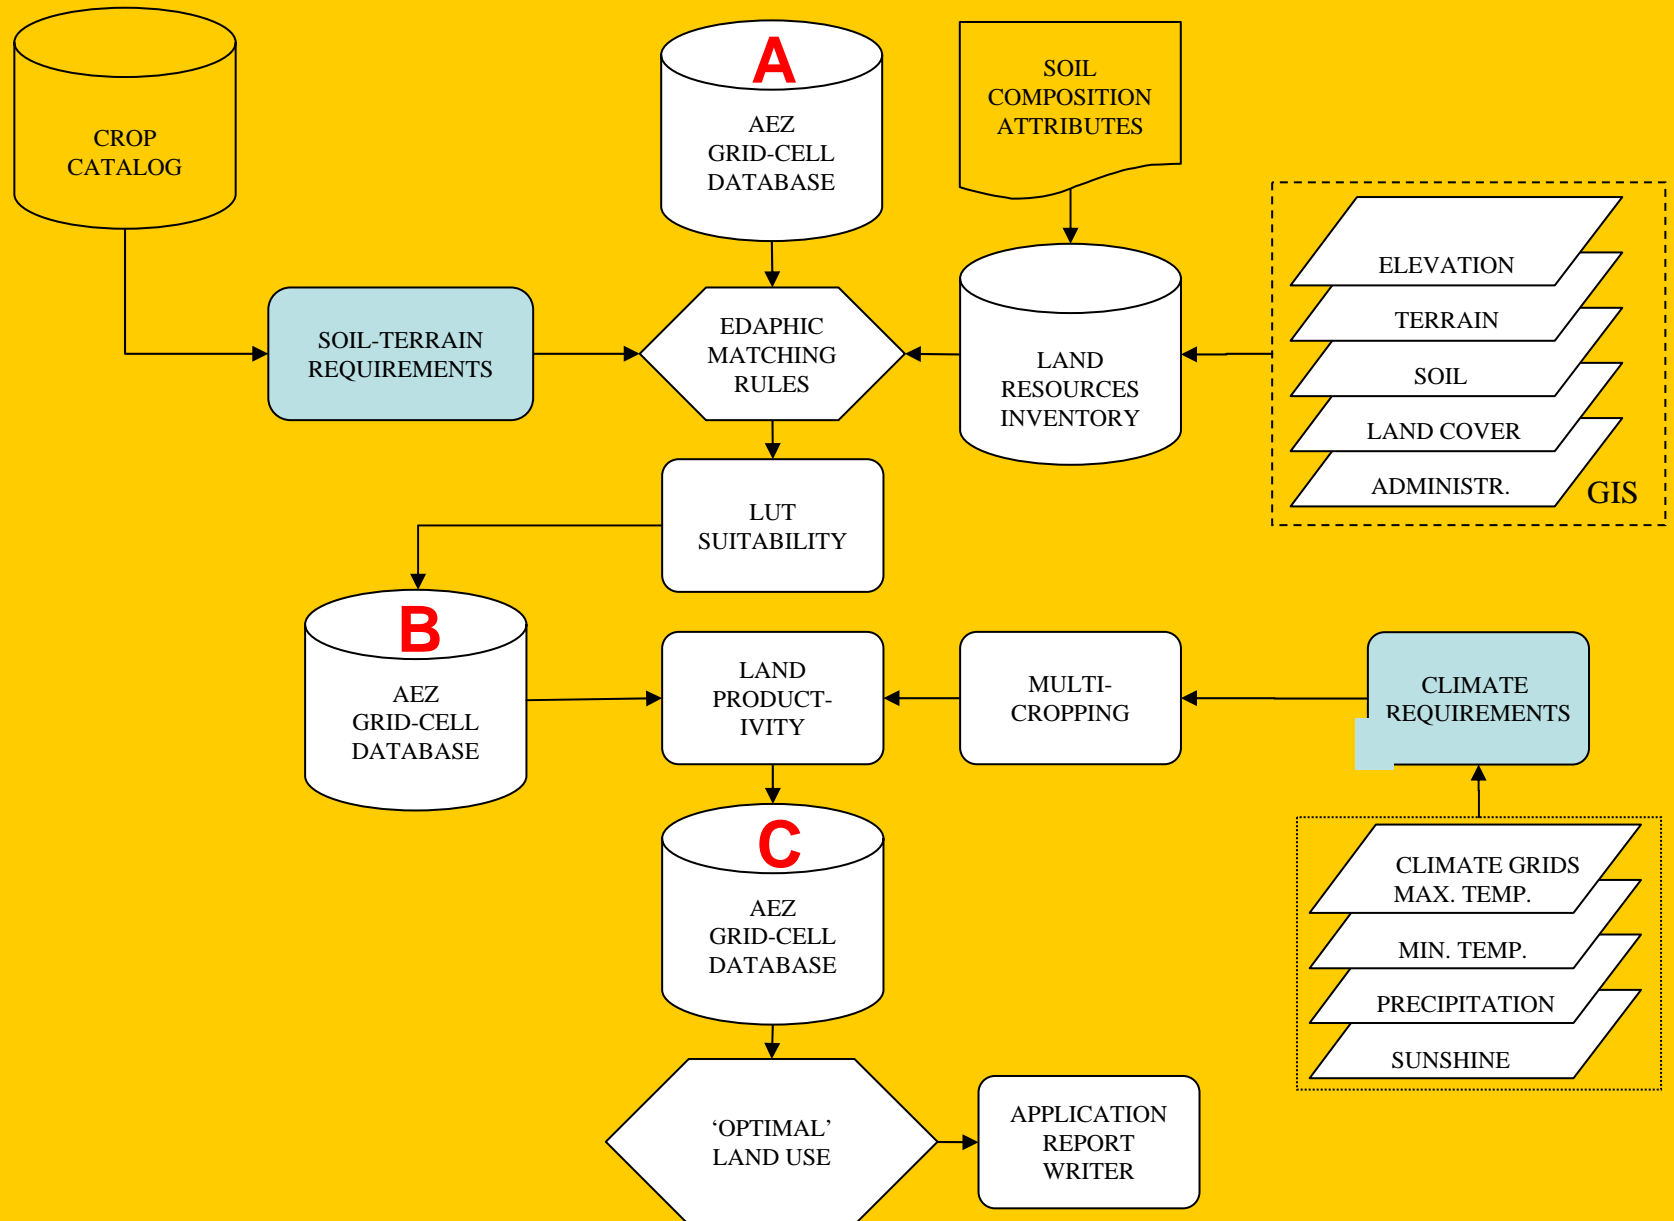 CROP
CATALOG
A
AEZ
GRID-CELL
DATABASE
SOIL
COMPOSITION
ATTRIBUTES
SOIL-TERRAIN
REQUIREMENTS
EDAPHIC
MATCHING
RULES
LAND
RESOURCES
INVENTORY
ELEVATION
TERRAIN
SOIL
LAND COVER
ADMINISTR.
GIS
LUT
SUITABILITY
B
AEZ
GRID-CELL
DATABASE
LAND
PRODUCT-
IVITY
MULTI-
CROPPING
CLIMATE
REQUIREMENTS
C
AEZ
GRID-CELL
DATABASE
CLIMATE GRIDS
MAX. TEMP.
MIN. TEMP.
PRECIPITATION
SUNSHINE
‘OPTIMAL’
LAND USE
APPLICATION
REPORT
WRITER